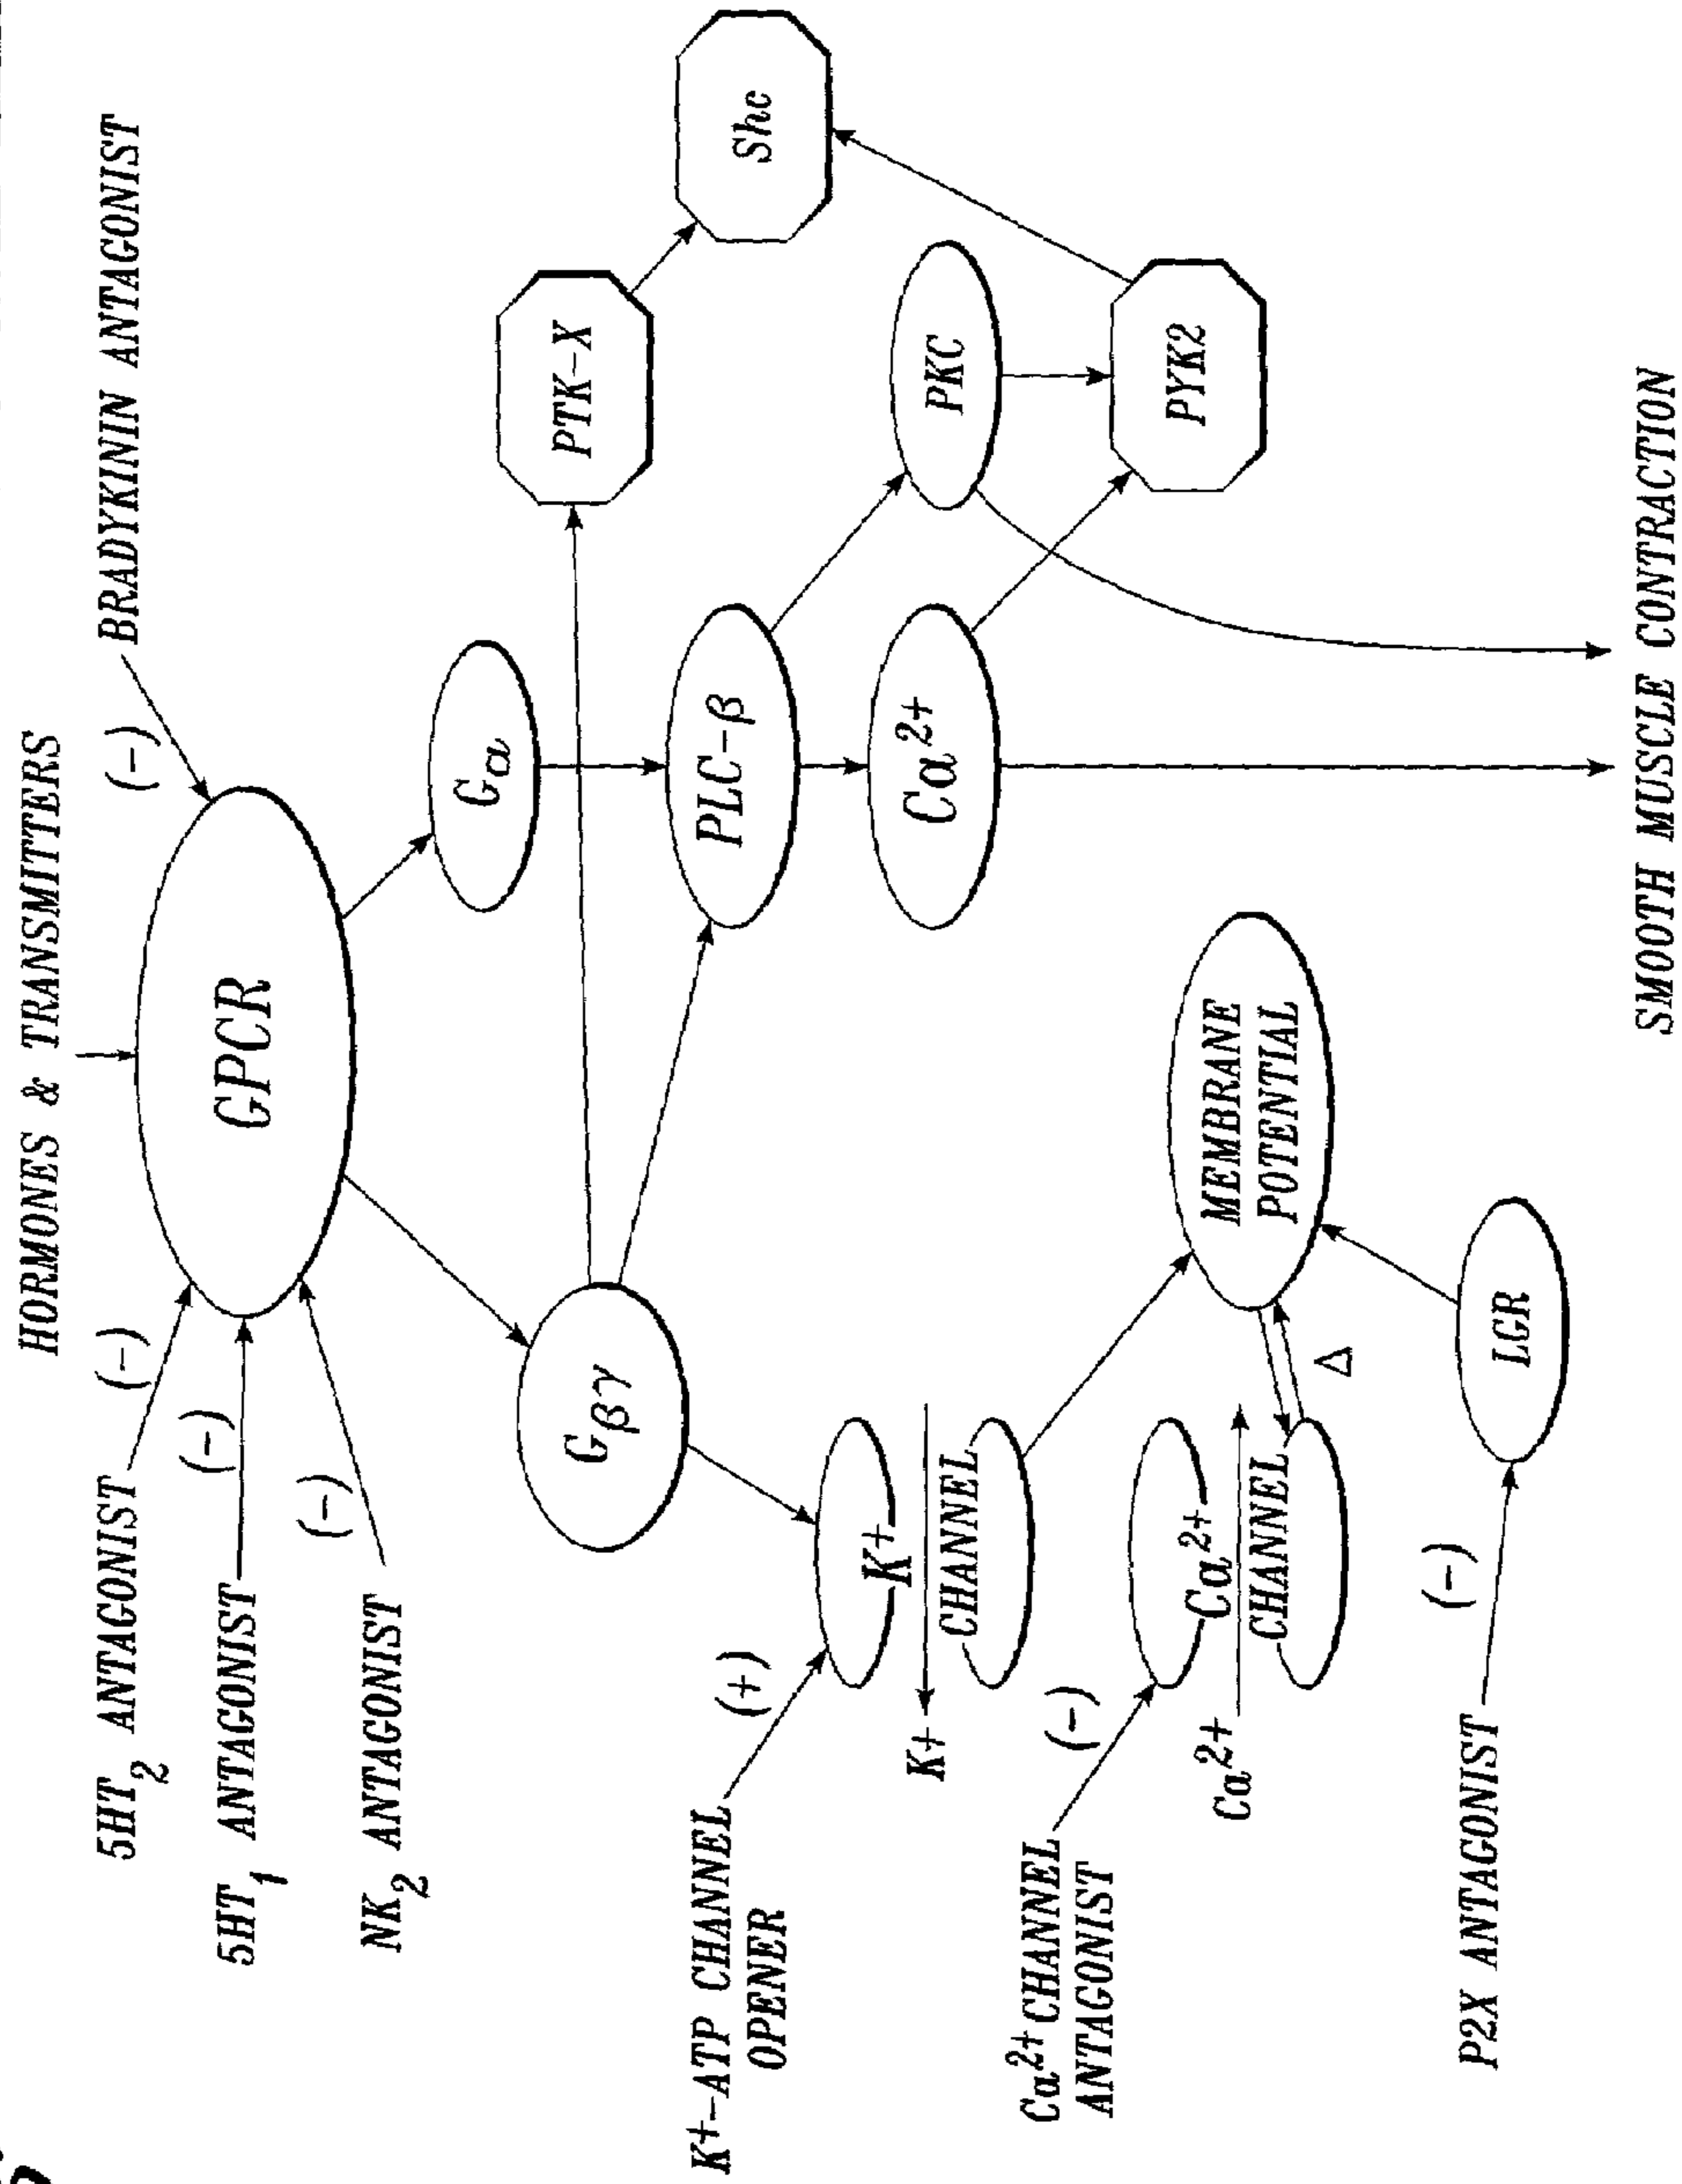 HORMONES & TRANSMITTERS
5HT2 ANTAGONIST
(-)
5HT1 ANTAGONIST
(-)
NK2 ANTAGONIST
(-)
BRADYKININ ANTAGONIST
(-)
GPCR
Gα
Gβγ
PTK-X
Shc
PLC-β
PKC
Ca2+
PYK2
K+-ATP CHANNEL
OPENER
(+)
K+
CHANNEL
K+
Ca2+ CHANNEL
ANTAGONIST
(-)
Ca2+
CHANNEL
Ca2+
MEMBRANE
POTENTIAL
Δ
LGR
P2X ANTAGONIST
(-)
SMOOTH MUSCLE CONTRACTION